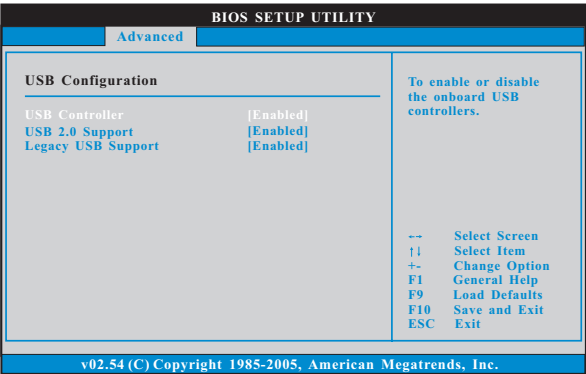 BIOS SETUP UTILITY
Advanced
USB Configuration
USB Controller [Enabled]
USB 2.0 Support [Enabled]
Legacy USB Support [Enabled]
To enable or disable
the onboard USB
controllers.
←→ Select Screen
↑↓ Select Item
+- Change Option
F1 General Help
F9 Load Defaults
F10 Save and Exit
ESC Exit
v02.54 (C) Copyright 1985-2005, American Megatrends, Inc.